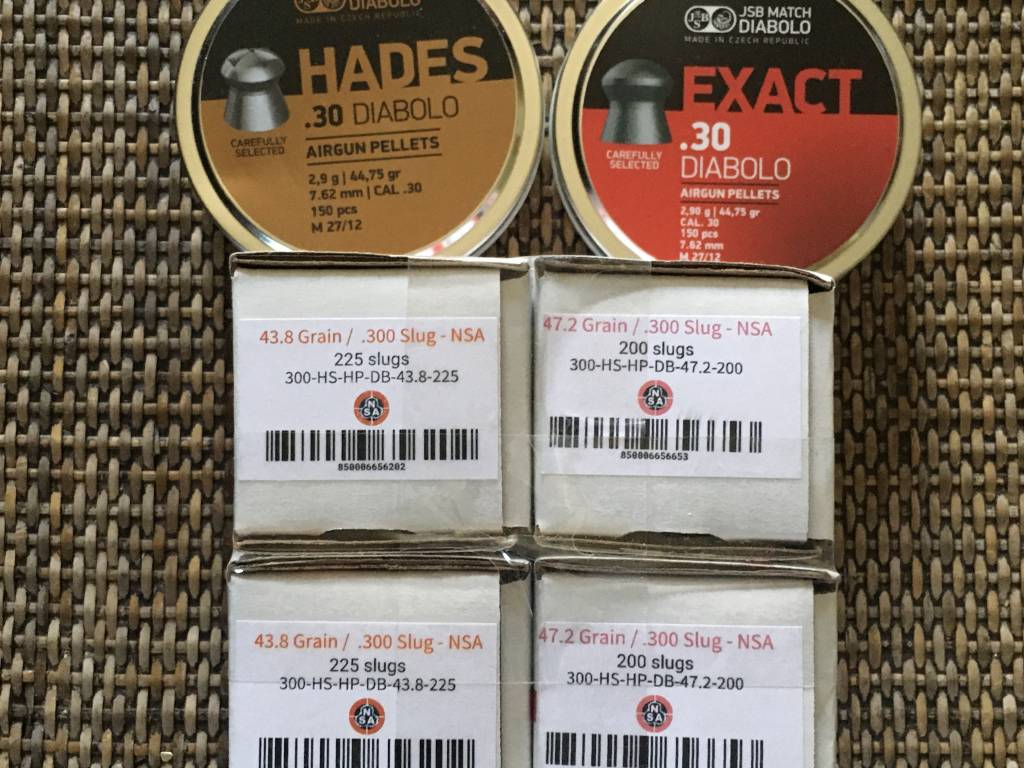 DIABOLO
MADE IN CZECH REPUBLIC
HADES
.30 DIABOLO
CAREFULLY
SELECTED
AIRGUN PELLETS
2,9 g | 44,75 gr
7.62 mm | CAL .30
150 pcs
M 27/12
JSB
JSB MATCH
DIABOLO
MADE IN CZECH REPUBLIC
EXACT
.30
DIABOLO
CAREFULLY
SELECTED
AIRGUN PELLETS
2,90 g | 44,75 gr
CAL. 30
150 pcs
7.62 mm
M 27/12
43.8 Grain / .300 Slug - NSA
225 slugs
300-HS-HP-DB-43.8-225
NSA
850006656202
47.2 Grain / .300 Slug - NSA
200 slugs
300-HS-HP-DB-47.2-200
NSA
850006656653
43.8 Grain / .300 Slug - NSA
225 slugs
300-HS-HP-DB-43.8-225
NSA
47.2 Grain / .300 Slug - NSA
200 slugs
300-HS-HP-DB-47.2-200
NSA